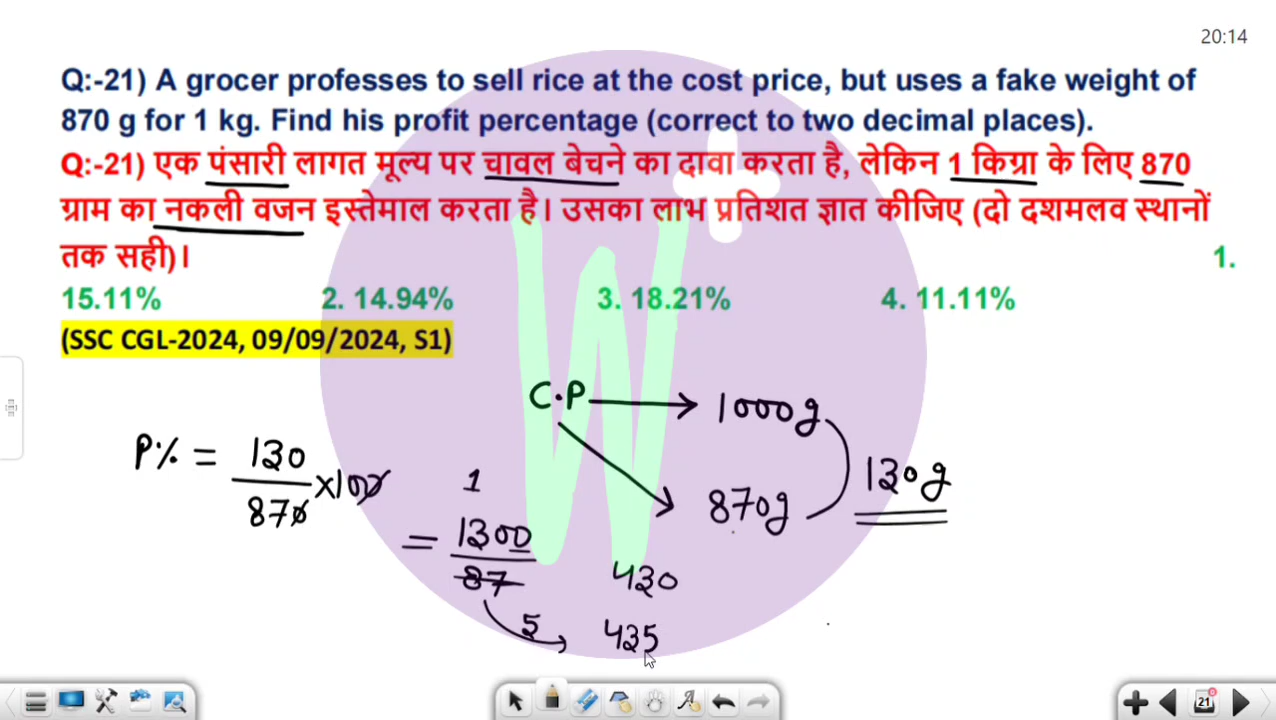 20:14
Q:-21) A grocer professes to sell rice at the cost price, but uses a fake weight of
870 g for 1 kg. Find his profit percentage (correct to two decimal places).
Q:-21) एक पंसारी लागत मूल्य पर चावल बेचने का दावा करता है, लेकिन 1 किग्रा के लिए 870
ग्राम का नकली वजन इस्तेमाल करता है। उसका लाभ प्रतिशत ज्ञात कीजिए (दो दशमलव स्थानों
तक सही)। 1.
15.11% 2. 14.94% 3. 18.21% 4. 11.11%
(SSC CGL-2024, 09/09/2024, S1)
C.P → 1000g
P% = 130/870 ×100
870g
130g
1
= 1300/87
430
5
435
21